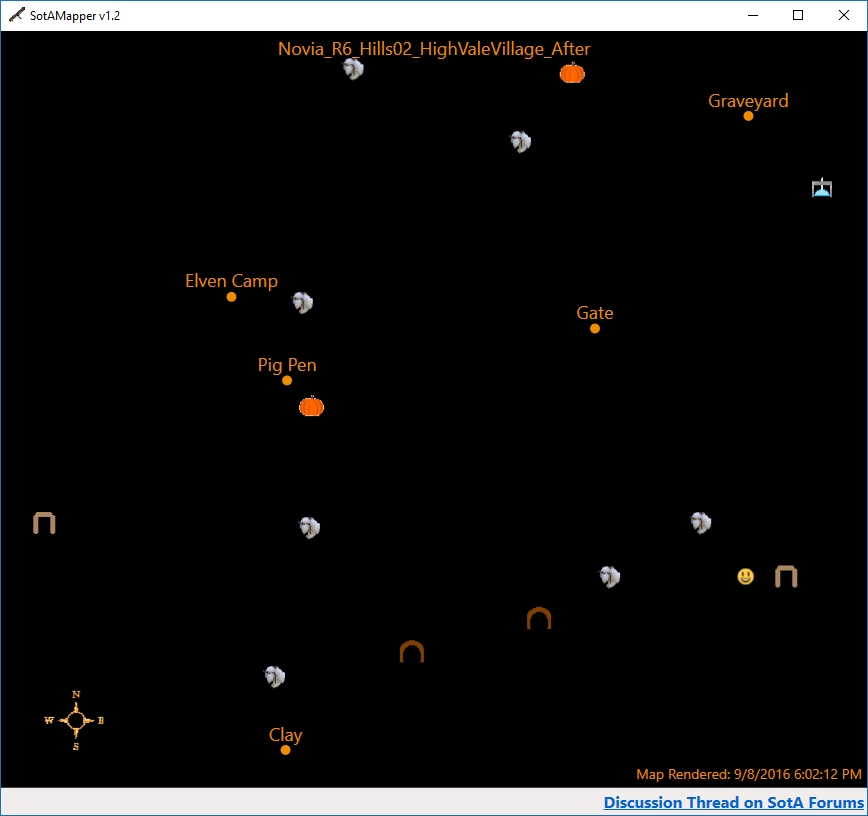 SotAMapper v1.2
Novia_R6_Hills02_HighValeVillage_After
Graveyard
Elven Camp
Gate
Pig Pen
N
W E
S
Clay
Map Rendered: 9/8/2016 6:02:12 PM
Discussion Thread on SotA Forums